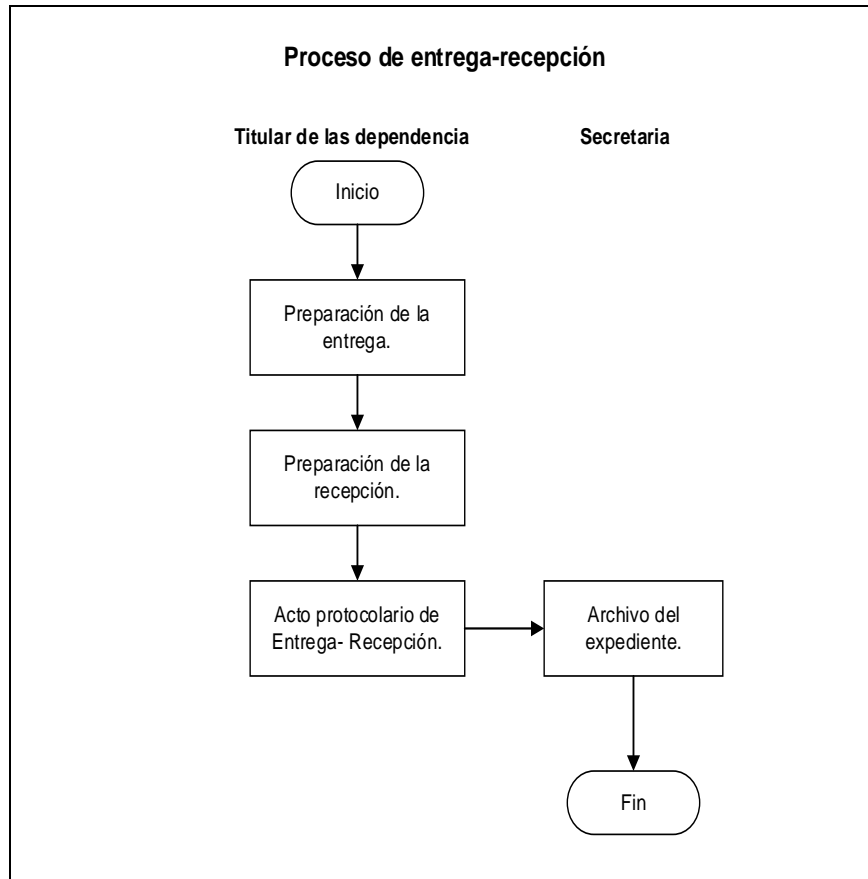 Proceso de entrega-recepción
Titular de las dependencia
Secretaria
Inicio
Preparación de la
entrega.
Preparación de la
recepción.
Acto protocolario de
Entrega- Recepción.
Archivo del
expediente.
Fin